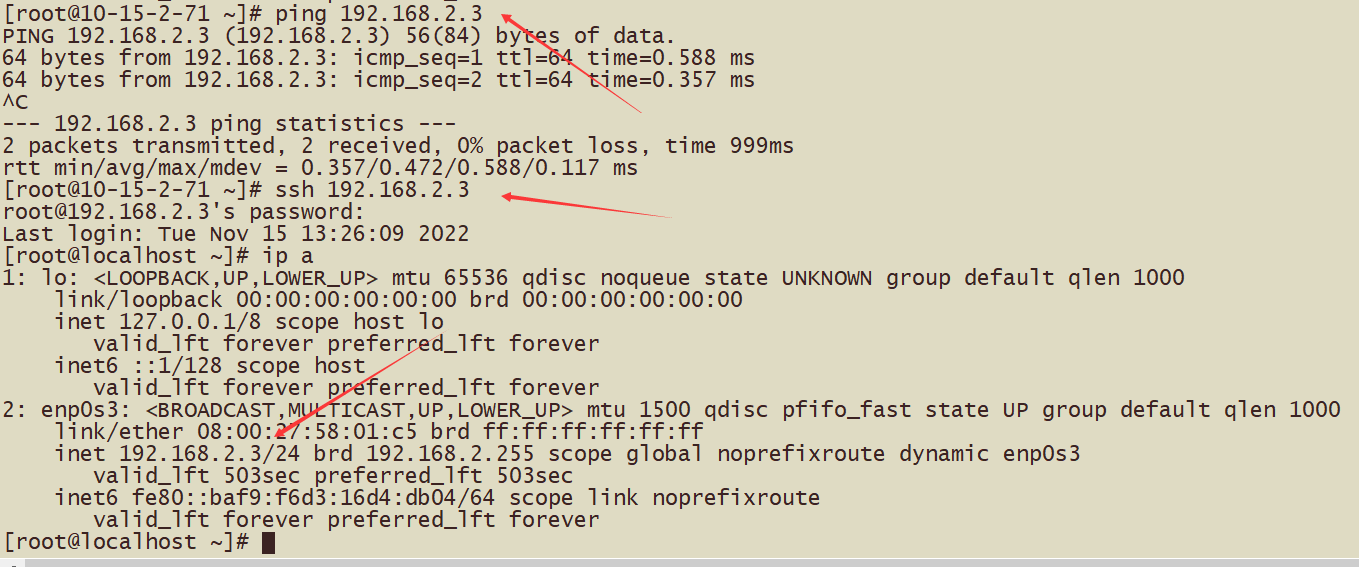 [root@10-15-2-71 ~]# ping 192.168.2.3
PING 192.168.2.3 (192.168.2.3) 56(84) bytes of data.
64 bytes from 192.168.2.3: icmp_seq=1 ttl=64 time=0.588 ms
64 bytes from 192.168.2.3: icmp_seq=2 ttl=64 time=0.357 ms
^C
--- 192.168.2.3 ping statistics ---
2 packets transmitted, 2 received, 0% packet loss, time 999ms
rtt min/avg/max/mdev = 0.357/0.472/0.588/0.117 ms
[root@10-15-2-71 ~]# ssh 192.168.2.3
root@192.168.2.3's password:
Last login: Tue Nov 15 13:26:09 2022
[root@localhost ~]# ip a
1: lo: <LOOPBACK,UP,LOWER_UP> mtu 65536 qdisc noqueue state UNKNOWN group default qlen 1000
    link/loopback 00:00:00:00:00:00 brd 00:00:00:00:00:00
    inet 127.0.0.1/8 scope host lo
       valid_lft forever preferred_lft forever
    inet6 ::1/128 scope host
       valid_lft forever preferred_lft forever
2: enp0s3: <BROADCAST,MULTICAST,UP,LOWER_UP> mtu 1500 qdisc pfifo_fast state UP group default qlen 1000
    link/ether 08:00:27:58:01:c5 brd ff:ff:ff:ff:ff:ff
    inet 192.168.2.3/24 brd 192.168.2.255 scope global noprefixroute dynamic enp0s3
       valid_lft 503sec preferred_lft 503sec
    inet6 fe80::baf9:f6d3:16d4:db04/64 scope link noprefixroute
       valid_lft forever preferred_lft forever
[root@localhost ~]#